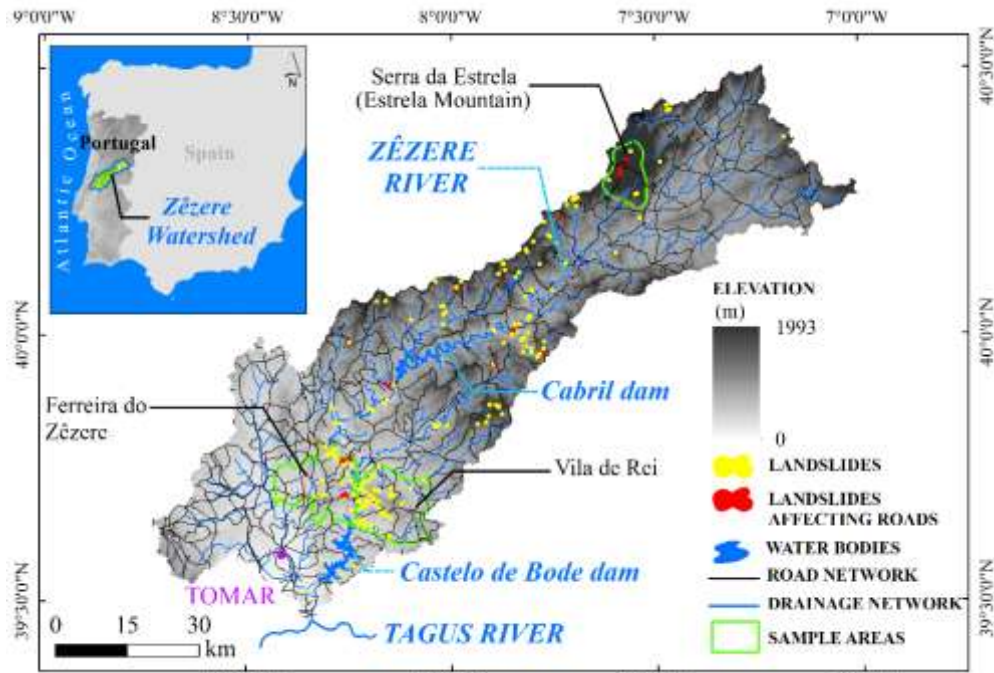 9°0'0"W
8°30'0"W
8°0'0"W
7°30'0"W
7°0'0"W
40°30'0"N
40°0'0"N
39°30'0"N
40°0'0"N
39°30'0"N
N
Atlantic Ocean
Portugal
Spain
Zêzere
Watershed
Serra da Estrela
(Estrela Mountain)
ZÊZERE
RIVER
Cabril dam
Ferreira do
Zêzere
Vila de Rei
Castelo de Bode dam
TOMAR
TAGUS RIVER
0 15 30
km
ELEVATION
(m)
1993
0
LANDSLIDES
LANDSLIDES
AFFECTING ROADS
WATER BODIES
ROAD NETWORK
DRAINAGE NETWORK
SAMPLE AREAS